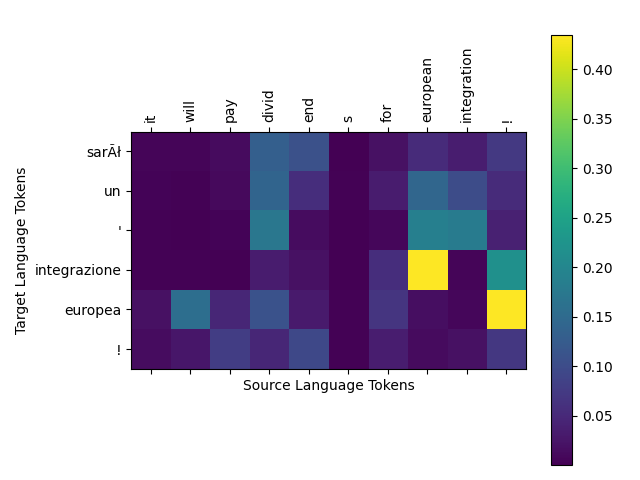 it will pay divid end s for european integration !
0.40
0.35
0.30
0.25
0.20
0.15
0.10
0.05
Target Language Tokens
sarÃł
un
'
integrazione
europea
!
Source Language Tokens